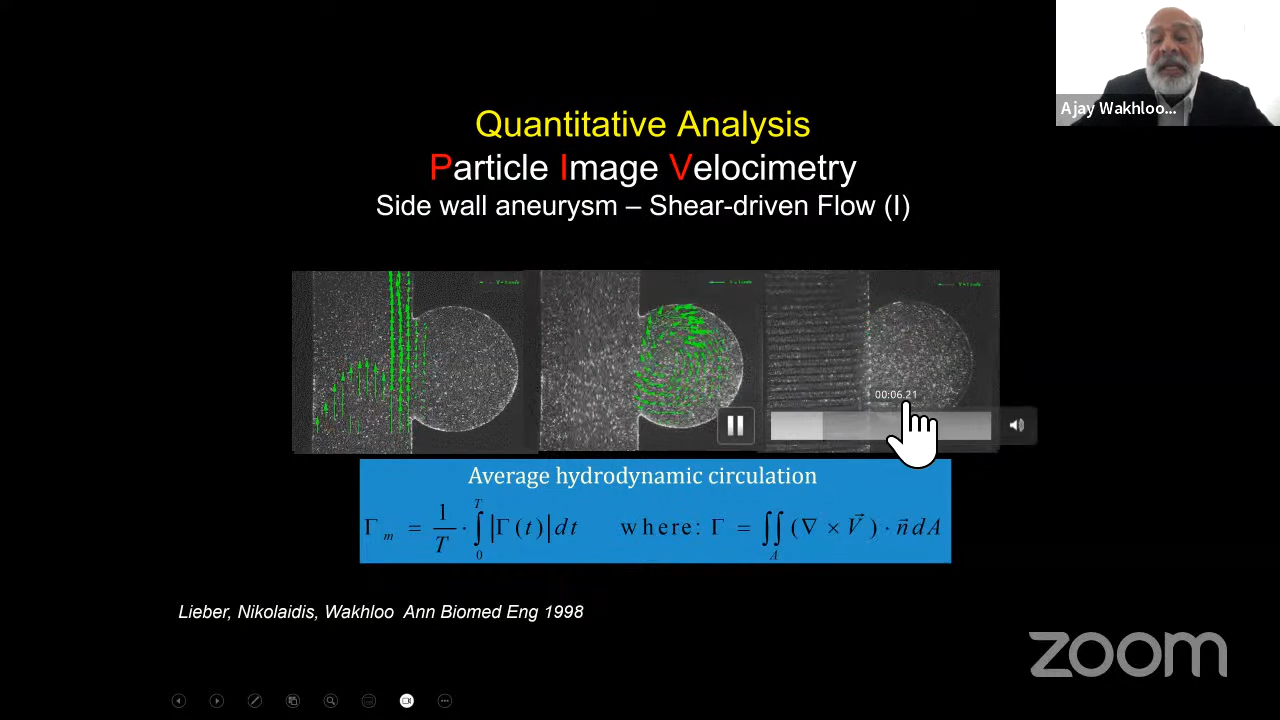 Ajay Wakhloo...
Quantitative Analysis
Particle Image Velocimetry
Side wall aneurysm – Shear-driven Flow (I)
00:06.21
Average hydrodynamic circulation
Γ m = 1/T · ∫₀ᵀ |Γ(t)| dt where: Γ = ∬_A (∇ × V⃗) · n⃗ dA
Lieber, Nikolaidis, Wakhloo Ann Biomed Eng 1998
zoom